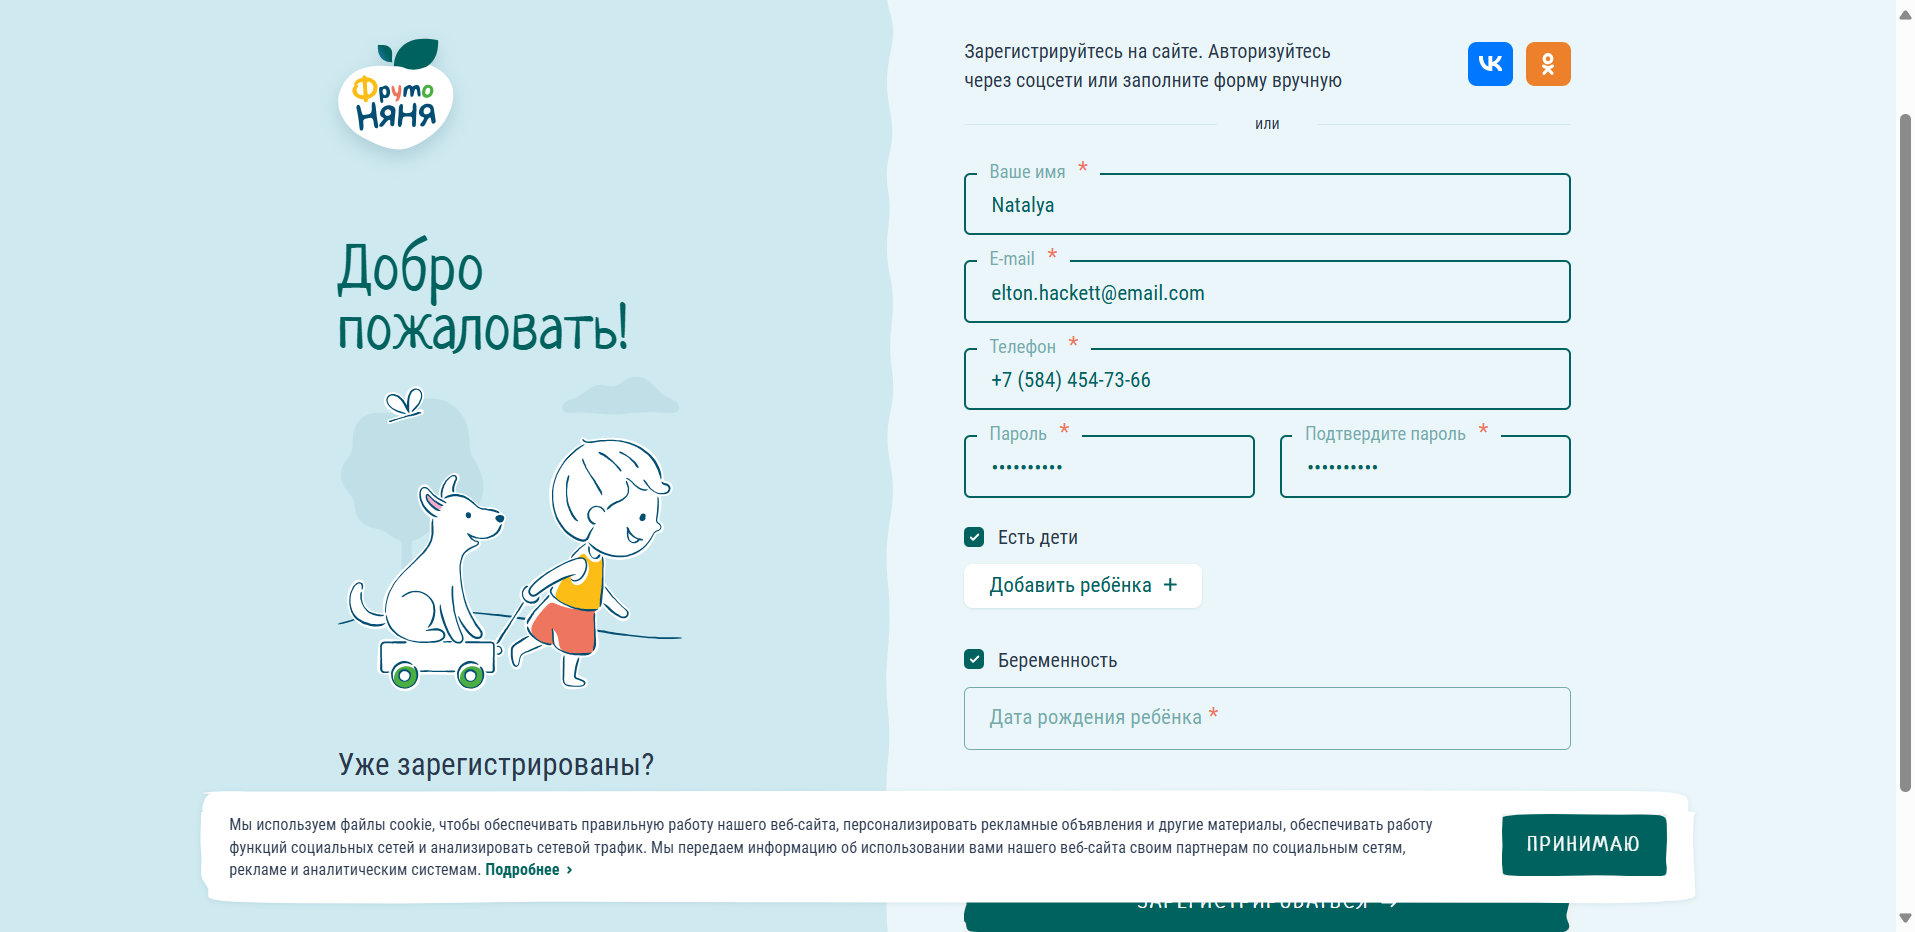 Фруто
НЯНЯ
Добро
пожаловать!
Уже зарегистрированы?
Зарегистрируйтесь на сайте. Авторизуйтесь
через соцсети или заполните форму вручную
или
Ваше имя *
Natalya
E-mail *
elton.hackett@email.com
Телефон *
+7 (584) 454-73-66
Пароль *
••••••••••
Подтвердите пароль *
••••••••••
Есть дети
Добавить ребёнка +
Беременность
Дата рождения ребёнка *
Мы используем файлы cookie, чтобы обеспечивать правильную работу нашего веб-сайта, персонализировать рекламные объявления и другие материалы, обеспечивать работу
функций социальных сетей и анализировать сетевой трафик. Мы передаем информацию об использовании вами нашего веб-сайта своим партнерам по социальным сетям,
рекламе и аналитическим системам. Подробнее ›
ПРИНИМАЮ
ЗАРЕГИСТРИРОВАТЬСЯ →